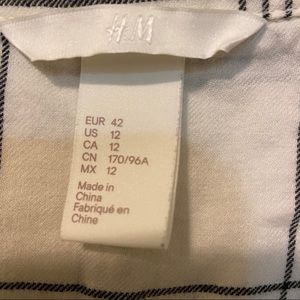 H&M
EUR 42
US 12
CA 12
CN 170/96A
MX 12
Made in
China
Fabriqué en
Chine